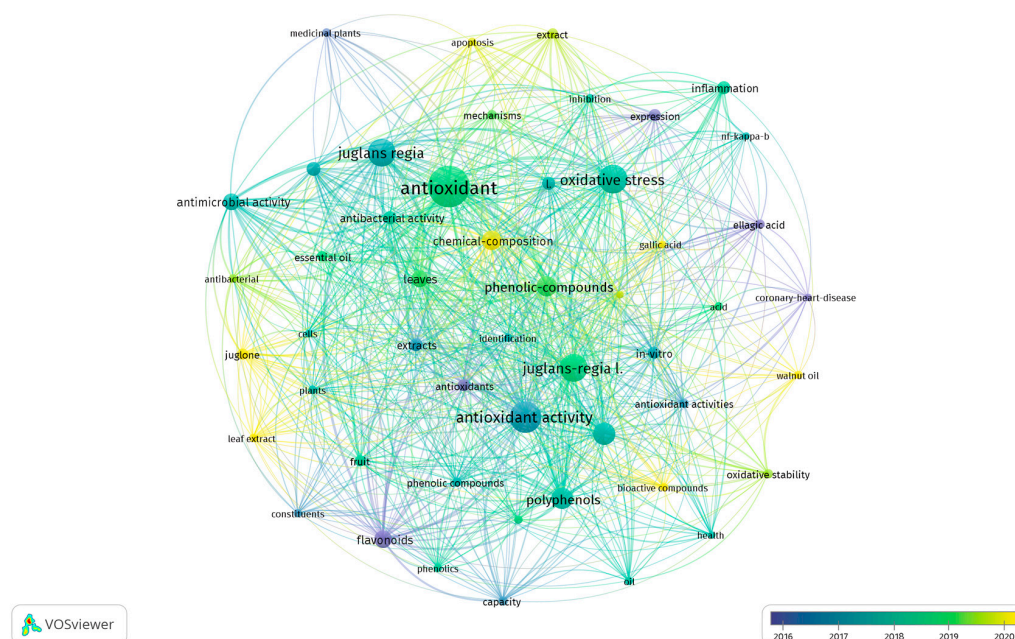 medicinal plants
apoptosis
extract
inflammation
inhibition
mechanisms
expression
nf-kappa-b
juglans regia
oxidative stress
antioxidant
L.
antimicrobial activity
antibacterial activity
ellagic acid
chemical-composition
gallic acid
essential oil
antibacterial
leaves
phenolic-compounds
coronary-heart-disease
acid
cells
identification
extracts
juglone
in-vitro
juglans-regia l.
walnut oil
antioxidants
plants
antioxidant activities
antioxidant activity
leaf extract
fruit
oxidative stability
phenolic compounds
bioactive compounds
polyphenols
constituents
health
flavonoids
phenolics
oil
capacity
VOSviewer
2016 2017 2018 2019 2020